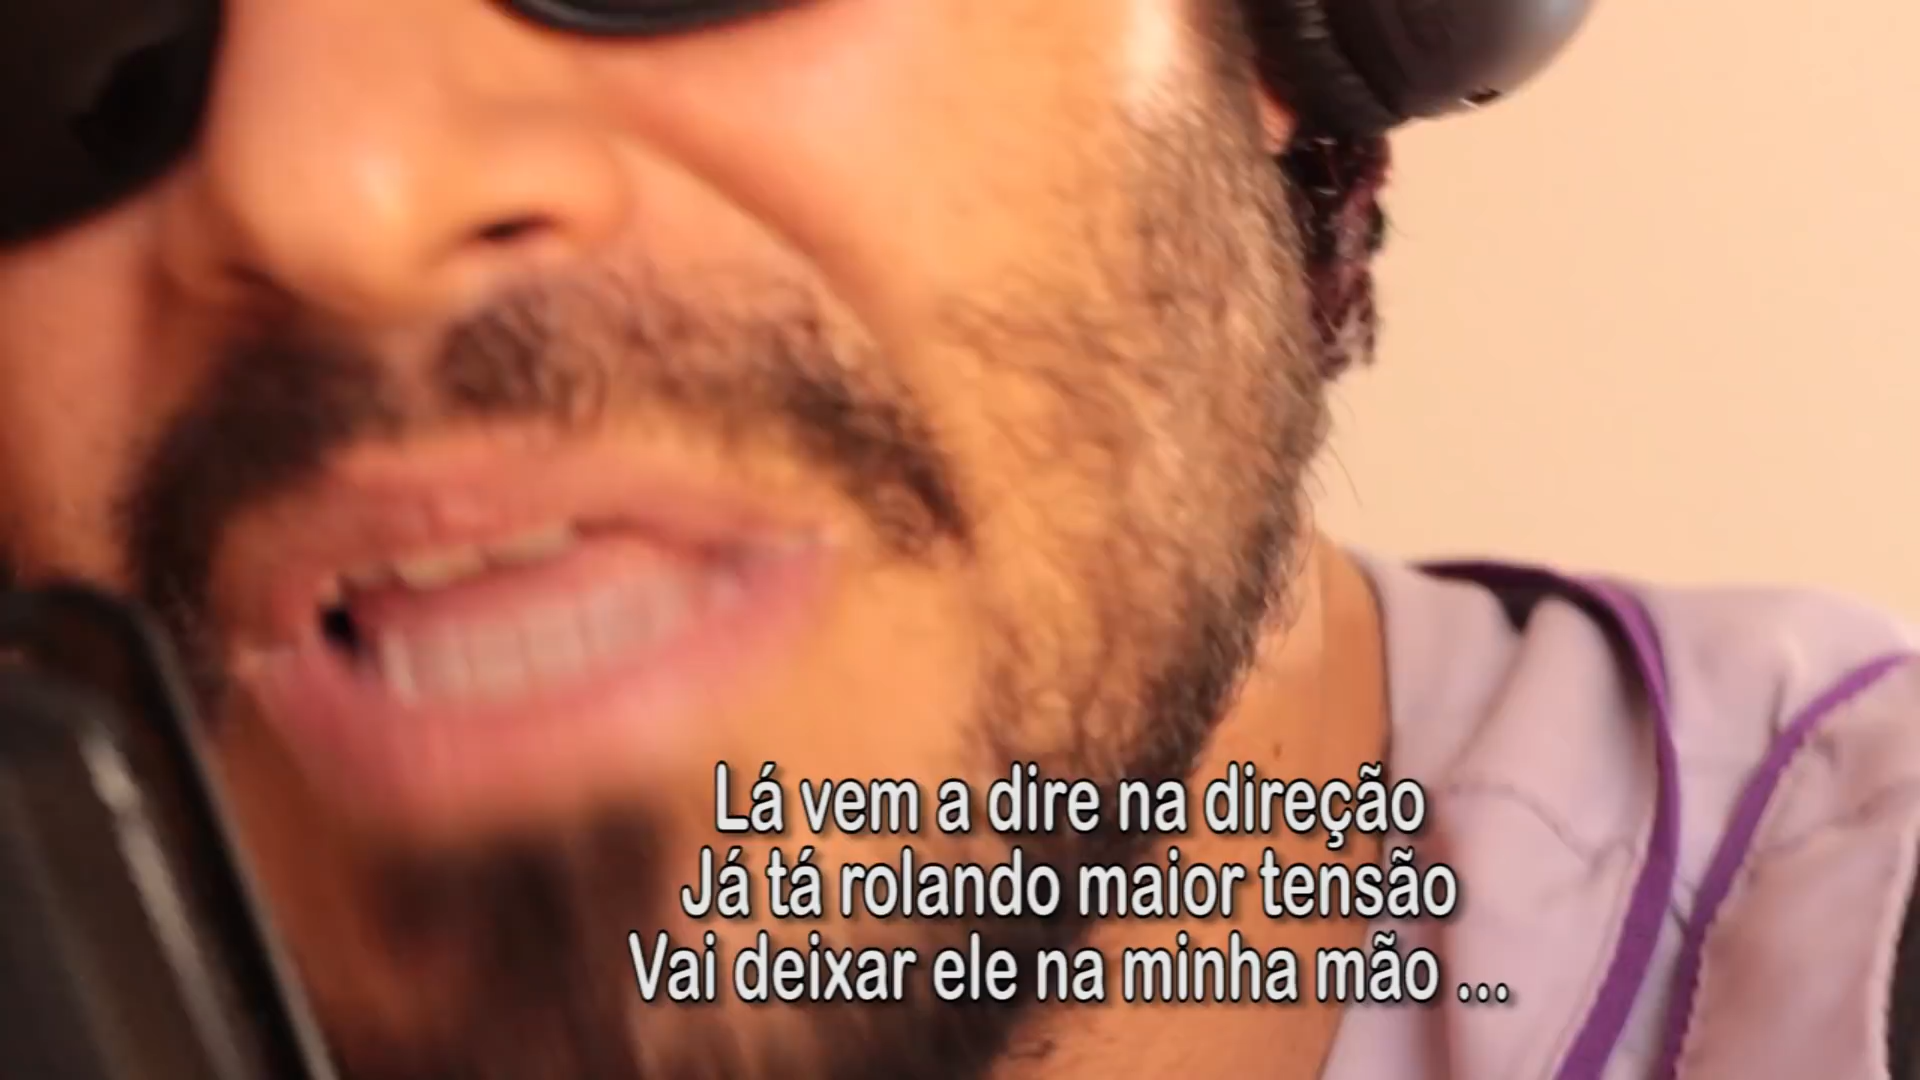 Lá vem a dire na direção
Já tá rolando maior tensão
Vai deixar ele na minha mão ...